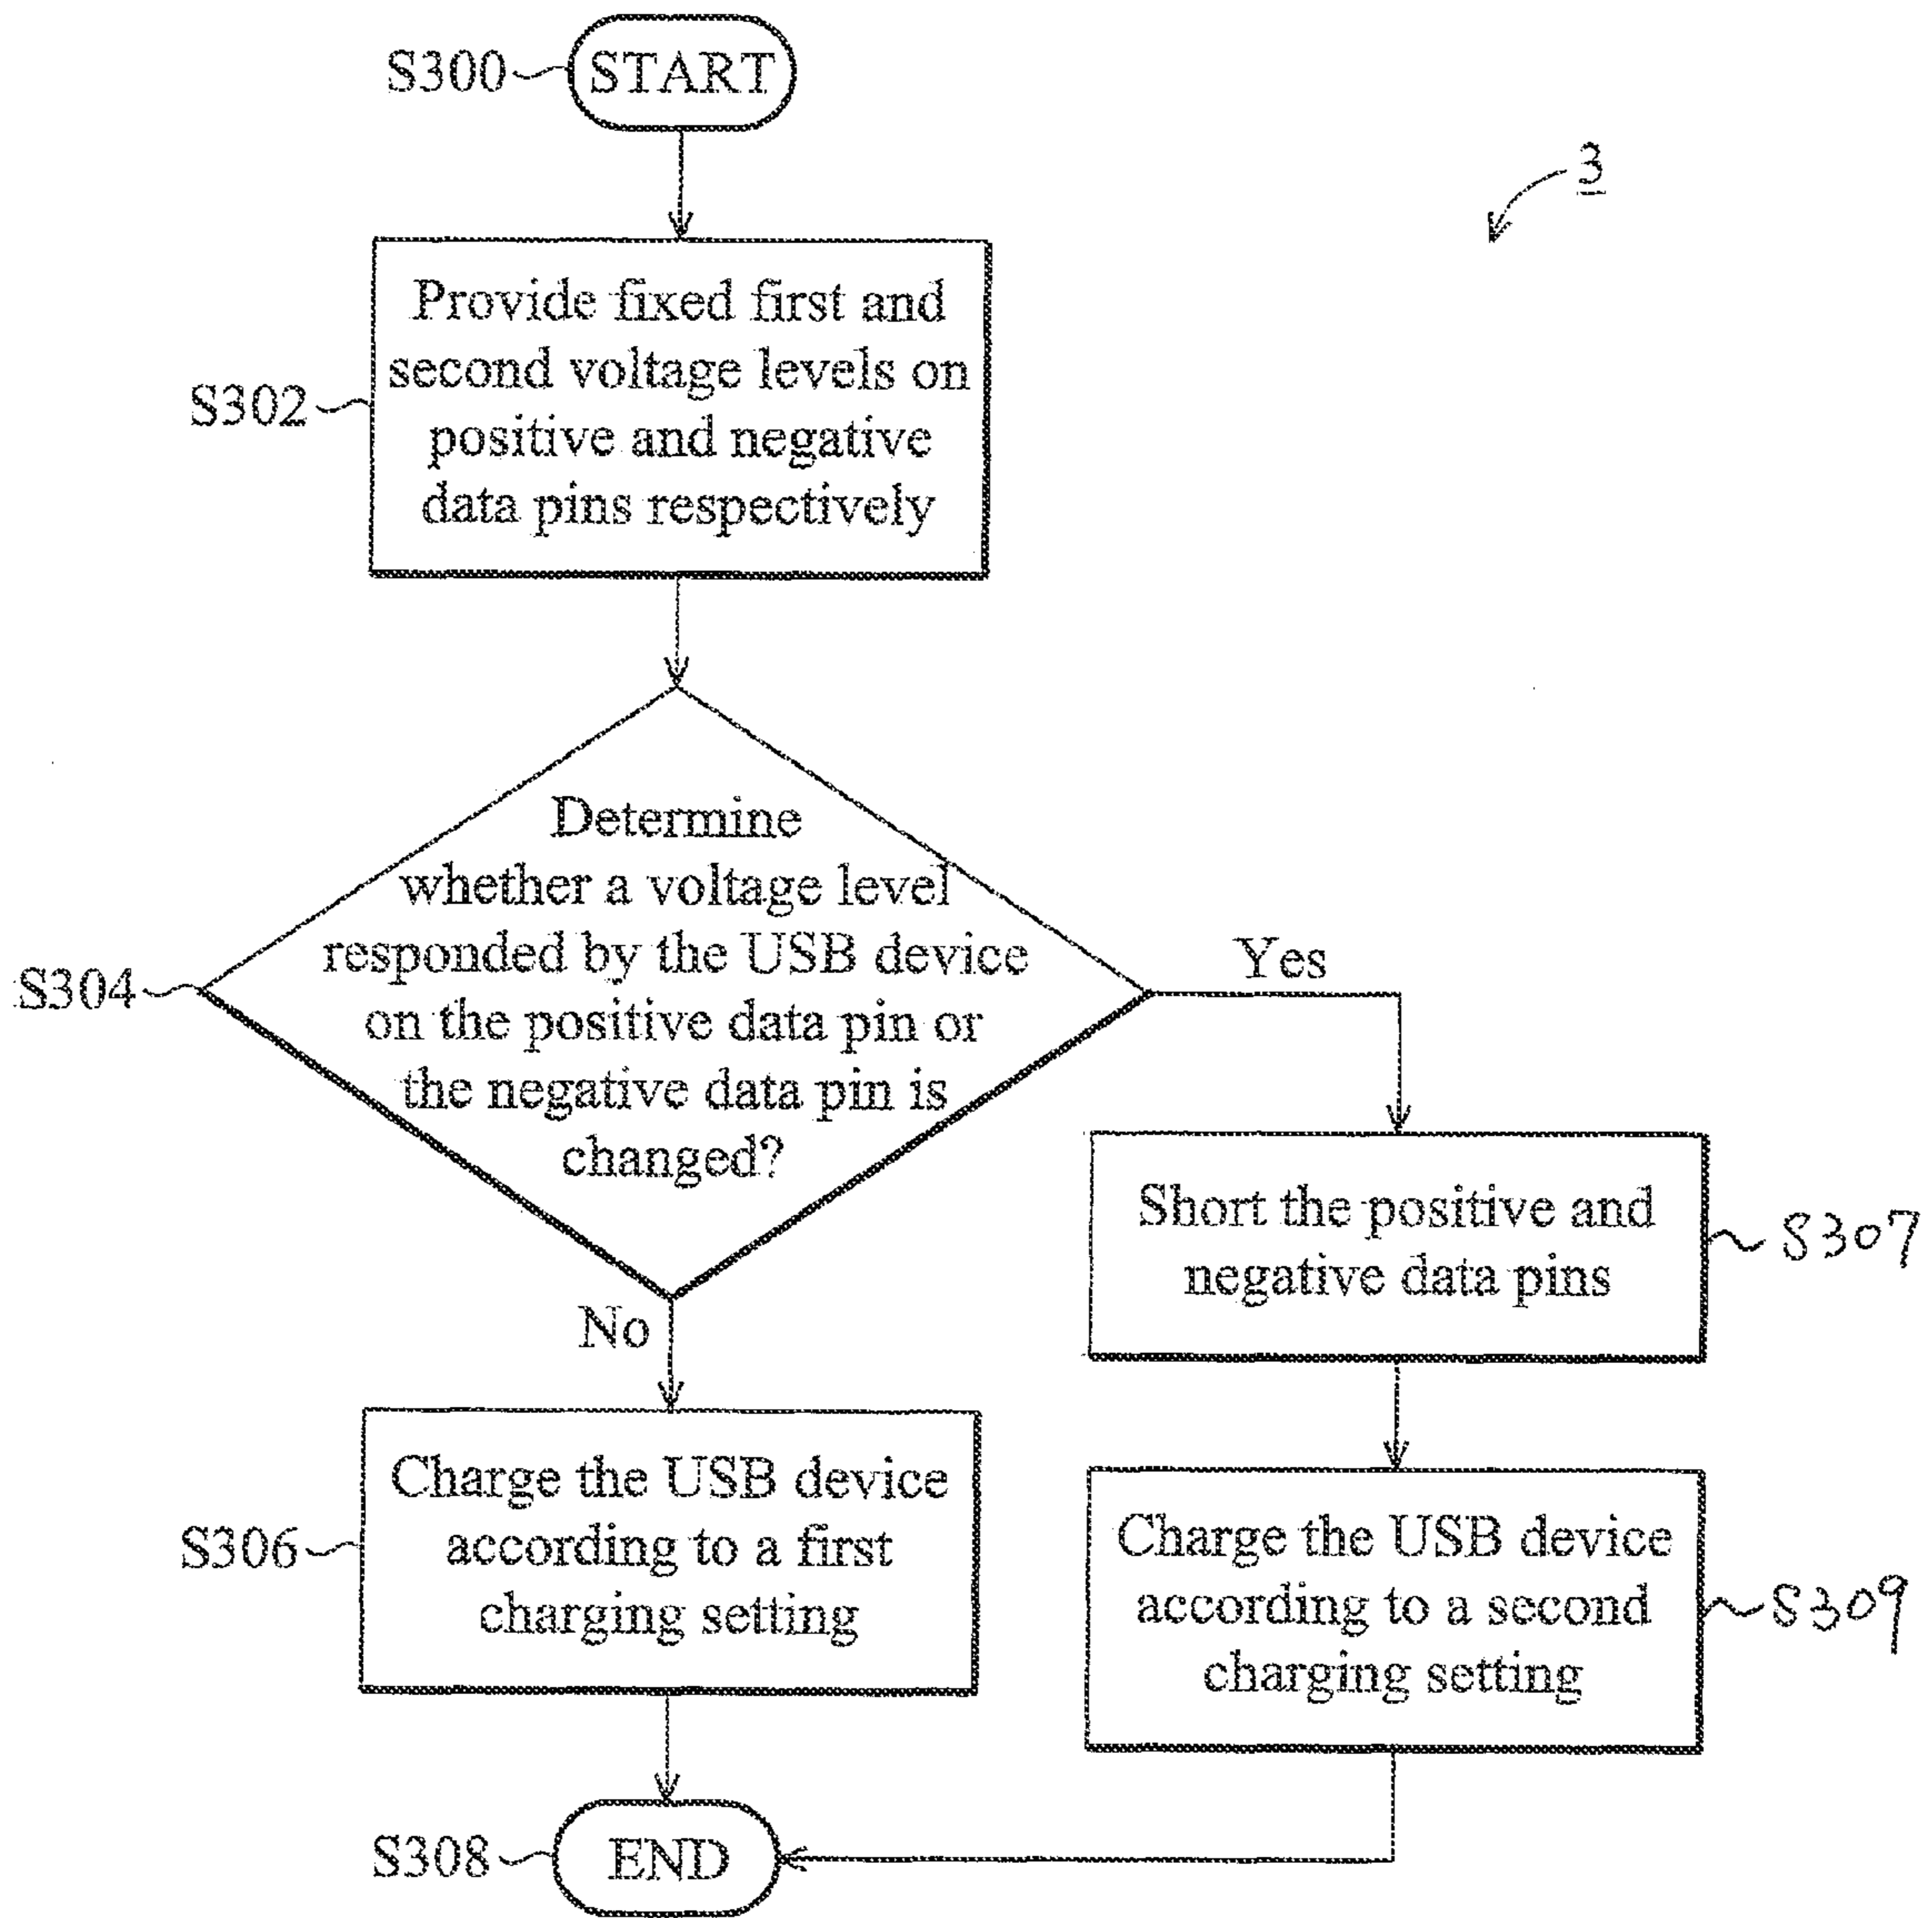 S300
START
3
S302
Provide fixed first and
second voltage levels on
positive and negative
data pins respectively
S304
Determine
whether a voltage level
responded by the USB device
on the positive data pin or
the negative data pin is
changed?
Yes
No
Short the positive and
negative data pins
S307
S306
Charge the USB device
according to a first
charging setting
Charge the USB device
according to a second
charging setting
S309
S308
END